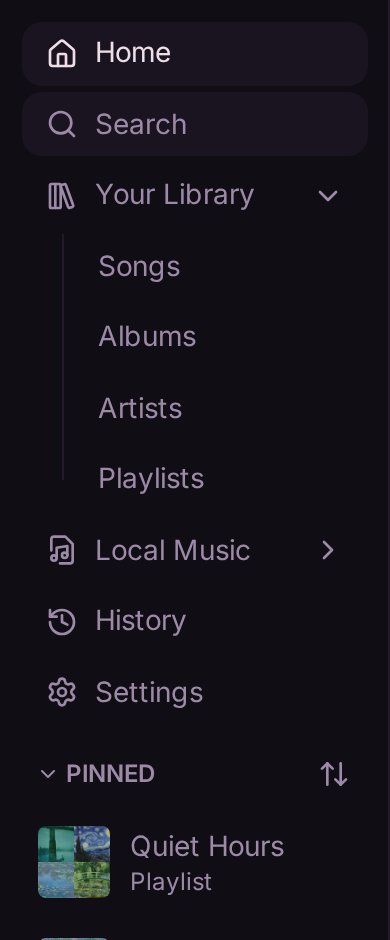 Home
Search
Your Library
Songs
Albums
Artists
Playlists
Local Music
History
Settings
PINNED
Quiet Hours
Playlist